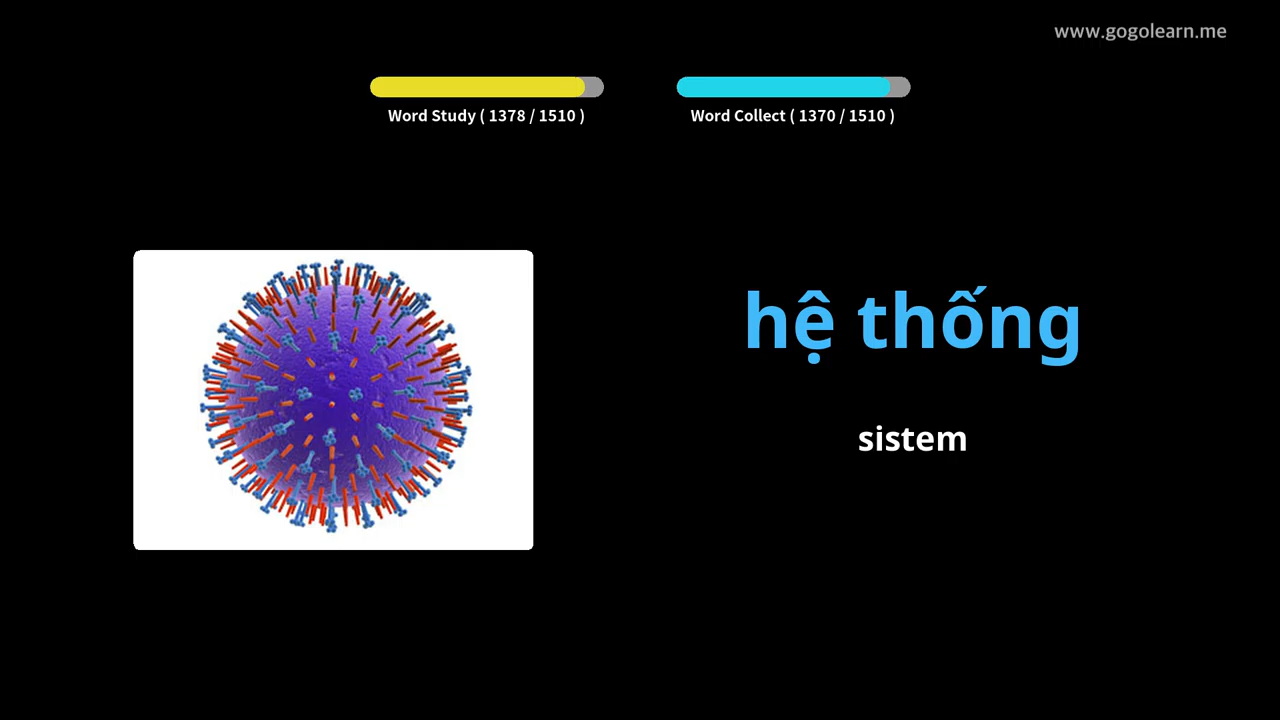 www.gogolearn.me
Word Study ( 1378 / 1510 )
Word Collect ( 1370 / 1510 )
hệ thống
sistem